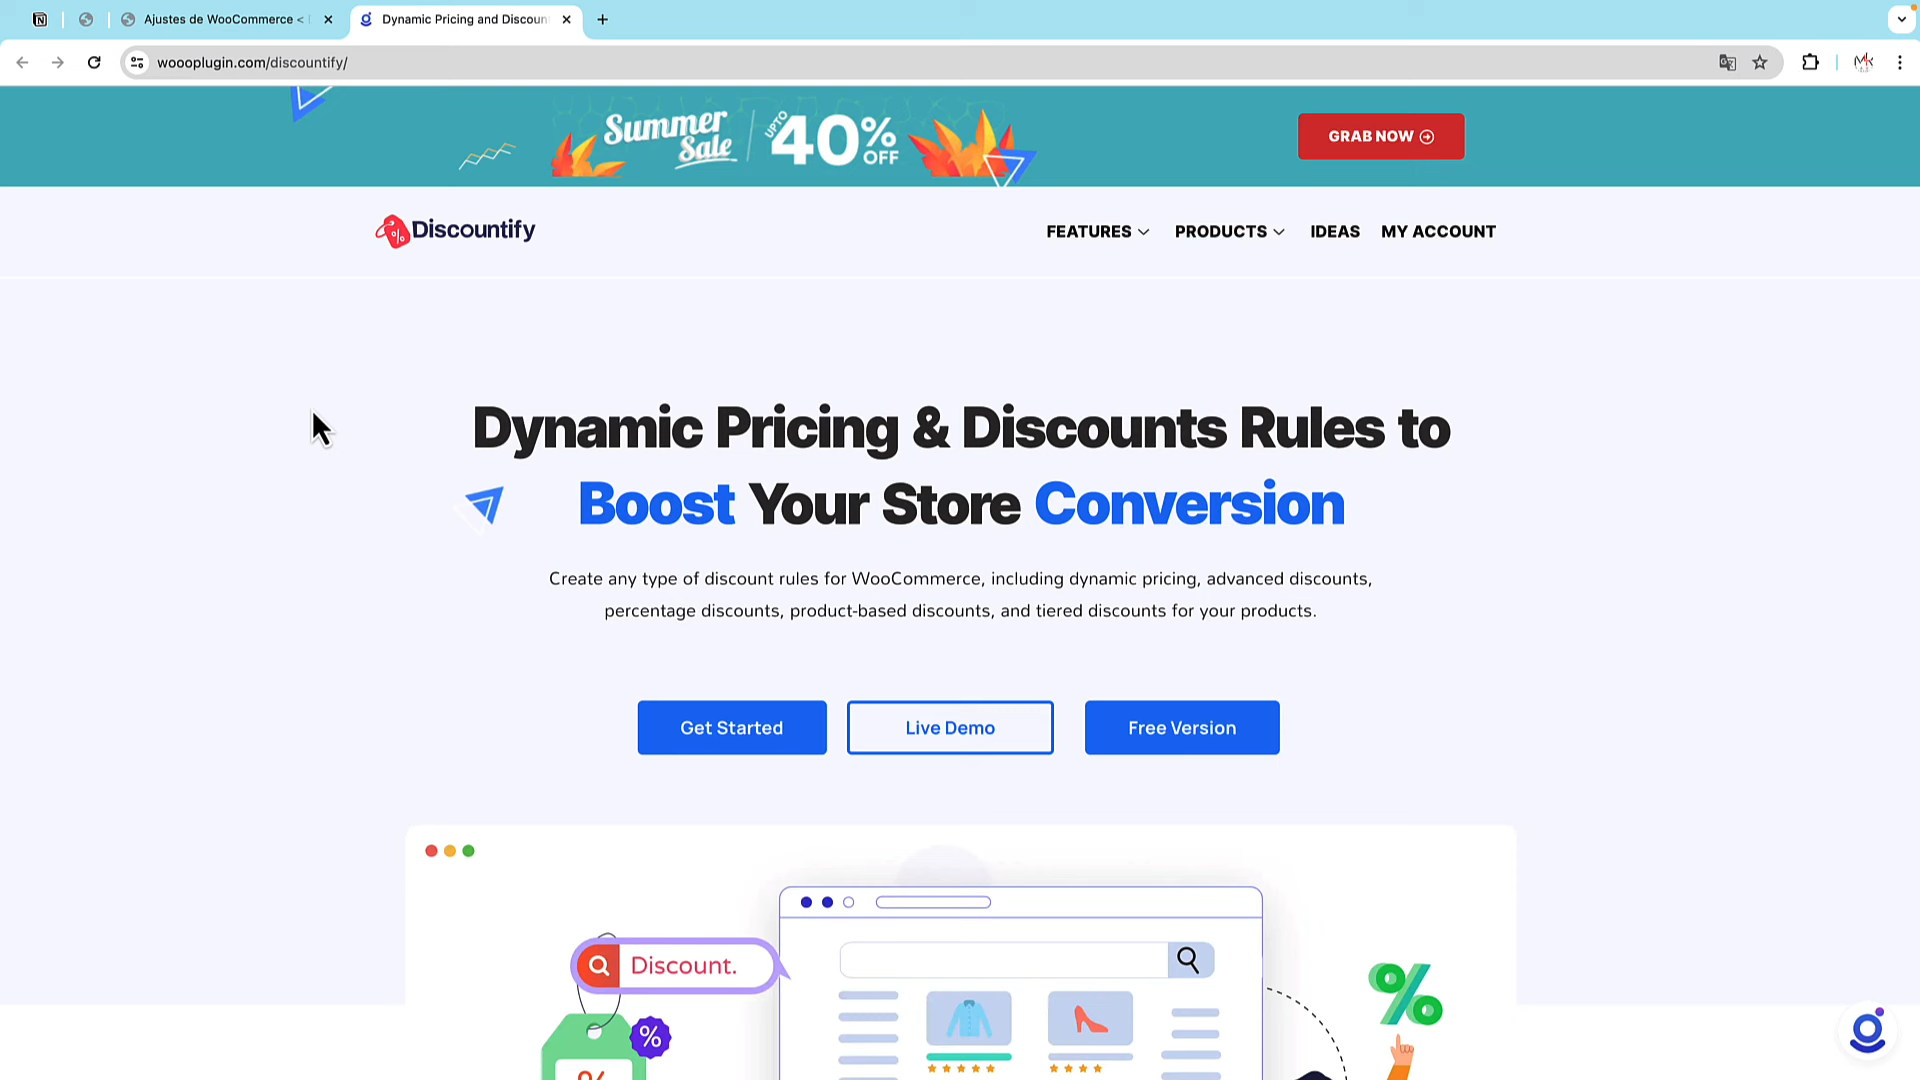 Ajustes de WooCommerce <
Dynamic Pricing and Discoun
woooplugin.com/discountify/
Summer Sale UPTO 40% OFF
GRAB NOW
Discountify
FEATURES PRODUCTS IDEAS MY ACCOUNT
Dynamic Pricing & Discounts Rules to
Boost Your Store Conversion
Create any type of discount rules for WooCommerce, including dynamic pricing, advanced discounts,
percentage discounts, product-based discounts, and tiered discounts for your products.
Get Started Live Demo Free Version
Discount.
%
%